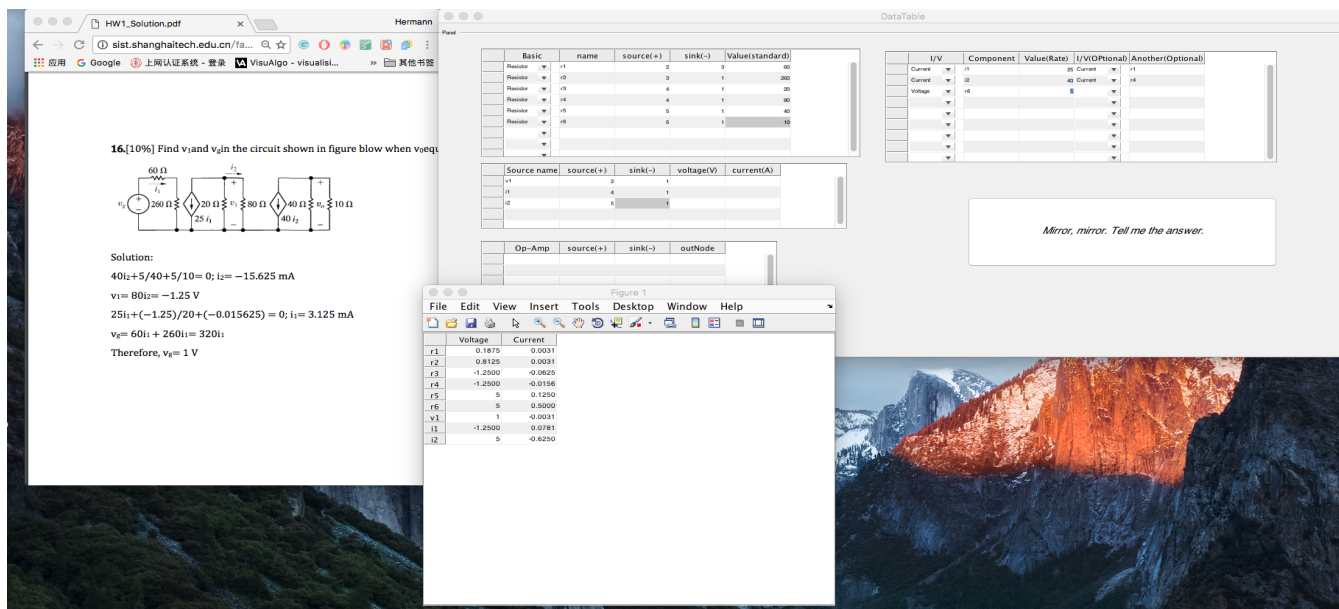 HW1_Solution.pdf
Hermann
sist.shanghaitech.edu.cn/fa...
应用 Google 上网认证系统 - 登录 VisuAlgo - visualisi... » 其他书签
16.[10%] Find v1and vgin the circuit shown in figure blow when v0equ
60 Ω
i2
i1
vg 260 Ω 20 Ω v1 80 Ω 40 Ω vo 10 Ω
25 i1 40 i2
Solution:
40i2+5/40+5/10= 0; i2= −15.625 mA
v1= 80i2= −1.25 V
25i1+(−1.25)/20+(−0.015625) = 0; i1= 3.125 mA
vg= 60i1 + 260i1= 320i1
Therefore, vg= 1 V
DataTable
Panel
Basic name source(+) sink(-) Value(standard)
Resistor r1 2 3 60
Resistor r2 3 1 260
Resistor r3 4 1 20
Resistor r4 4 1 80
Resistor r5 5 1 40
Resistor r6 5 1 10
Source name source(+) sink(-) voltage(V) current(A)
v1 2 1
i1 4 1
i2 5 1
Op-Amp source(+) sink(-) outNode
I/V Component Value(Rate) I/V(OPtional) Another(Optional)
Current i1 25 Current r1
Current i2 40 Current r4
Voltage r6 5
Mirror, mirror. Tell me the answer.
Figure 1
File Edit View Insert Tools Desktop Window Help
Voltage Current
r1 0.1875 0.0031
r2 0.8125 0.0031
r3 -1.2500 -0.0625
r4 -1.2500 -0.0156
r5 5 0.1250
r6 5 0.5000
v1 1 -0.0031
i1 -1.2500 0.0781
i2 5 -0.6250